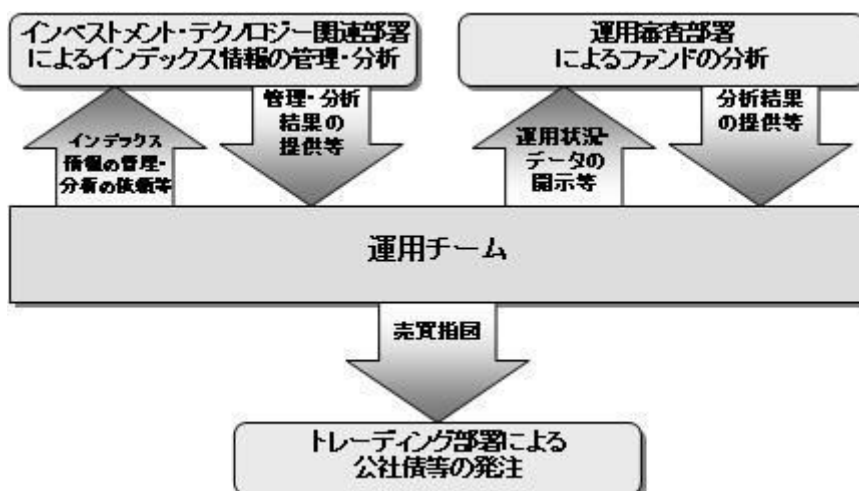 インベストメント・テクノロジー関連部署
によるインデックス情報の管理・分析
運用審査部署
によるファンドの分析
インデックス
情報の管理・
分析の依頼等
管理・分析
結果の
提供等
運用状況・
データの
開示等
分析結果
の提供等
運用チーム
売買指図
トレーディング部署による
公社債等の発注